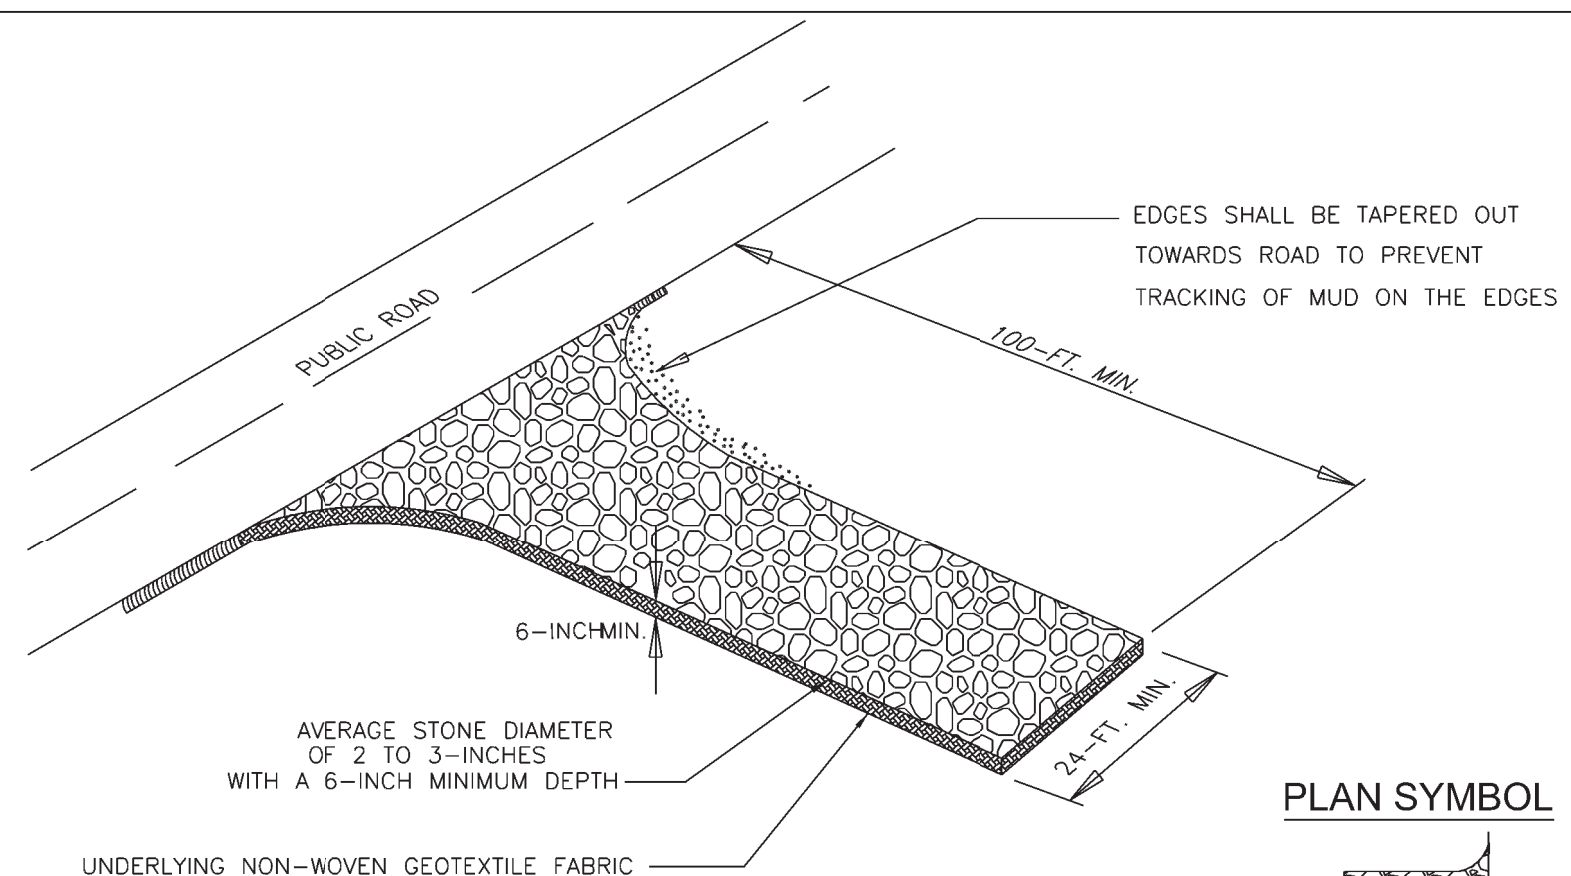 EDGES SHALL BE TAPERED OUT
TOWARDS ROAD TO PREVENT
TRACKING OF MUD ON THE EDGES
PUBLIC ROAD
100-FT. MIN.
6-INCH MIN.
24-FT. MIN.
AVERAGE STONE DIAMETER
OF 2 TO 3-INCHES
WITH A 6-INCH MINIMUM DEPTH
UNDERLYING NON-WOVEN GEOTEXTILE FABRIC
PLAN SYMBOL